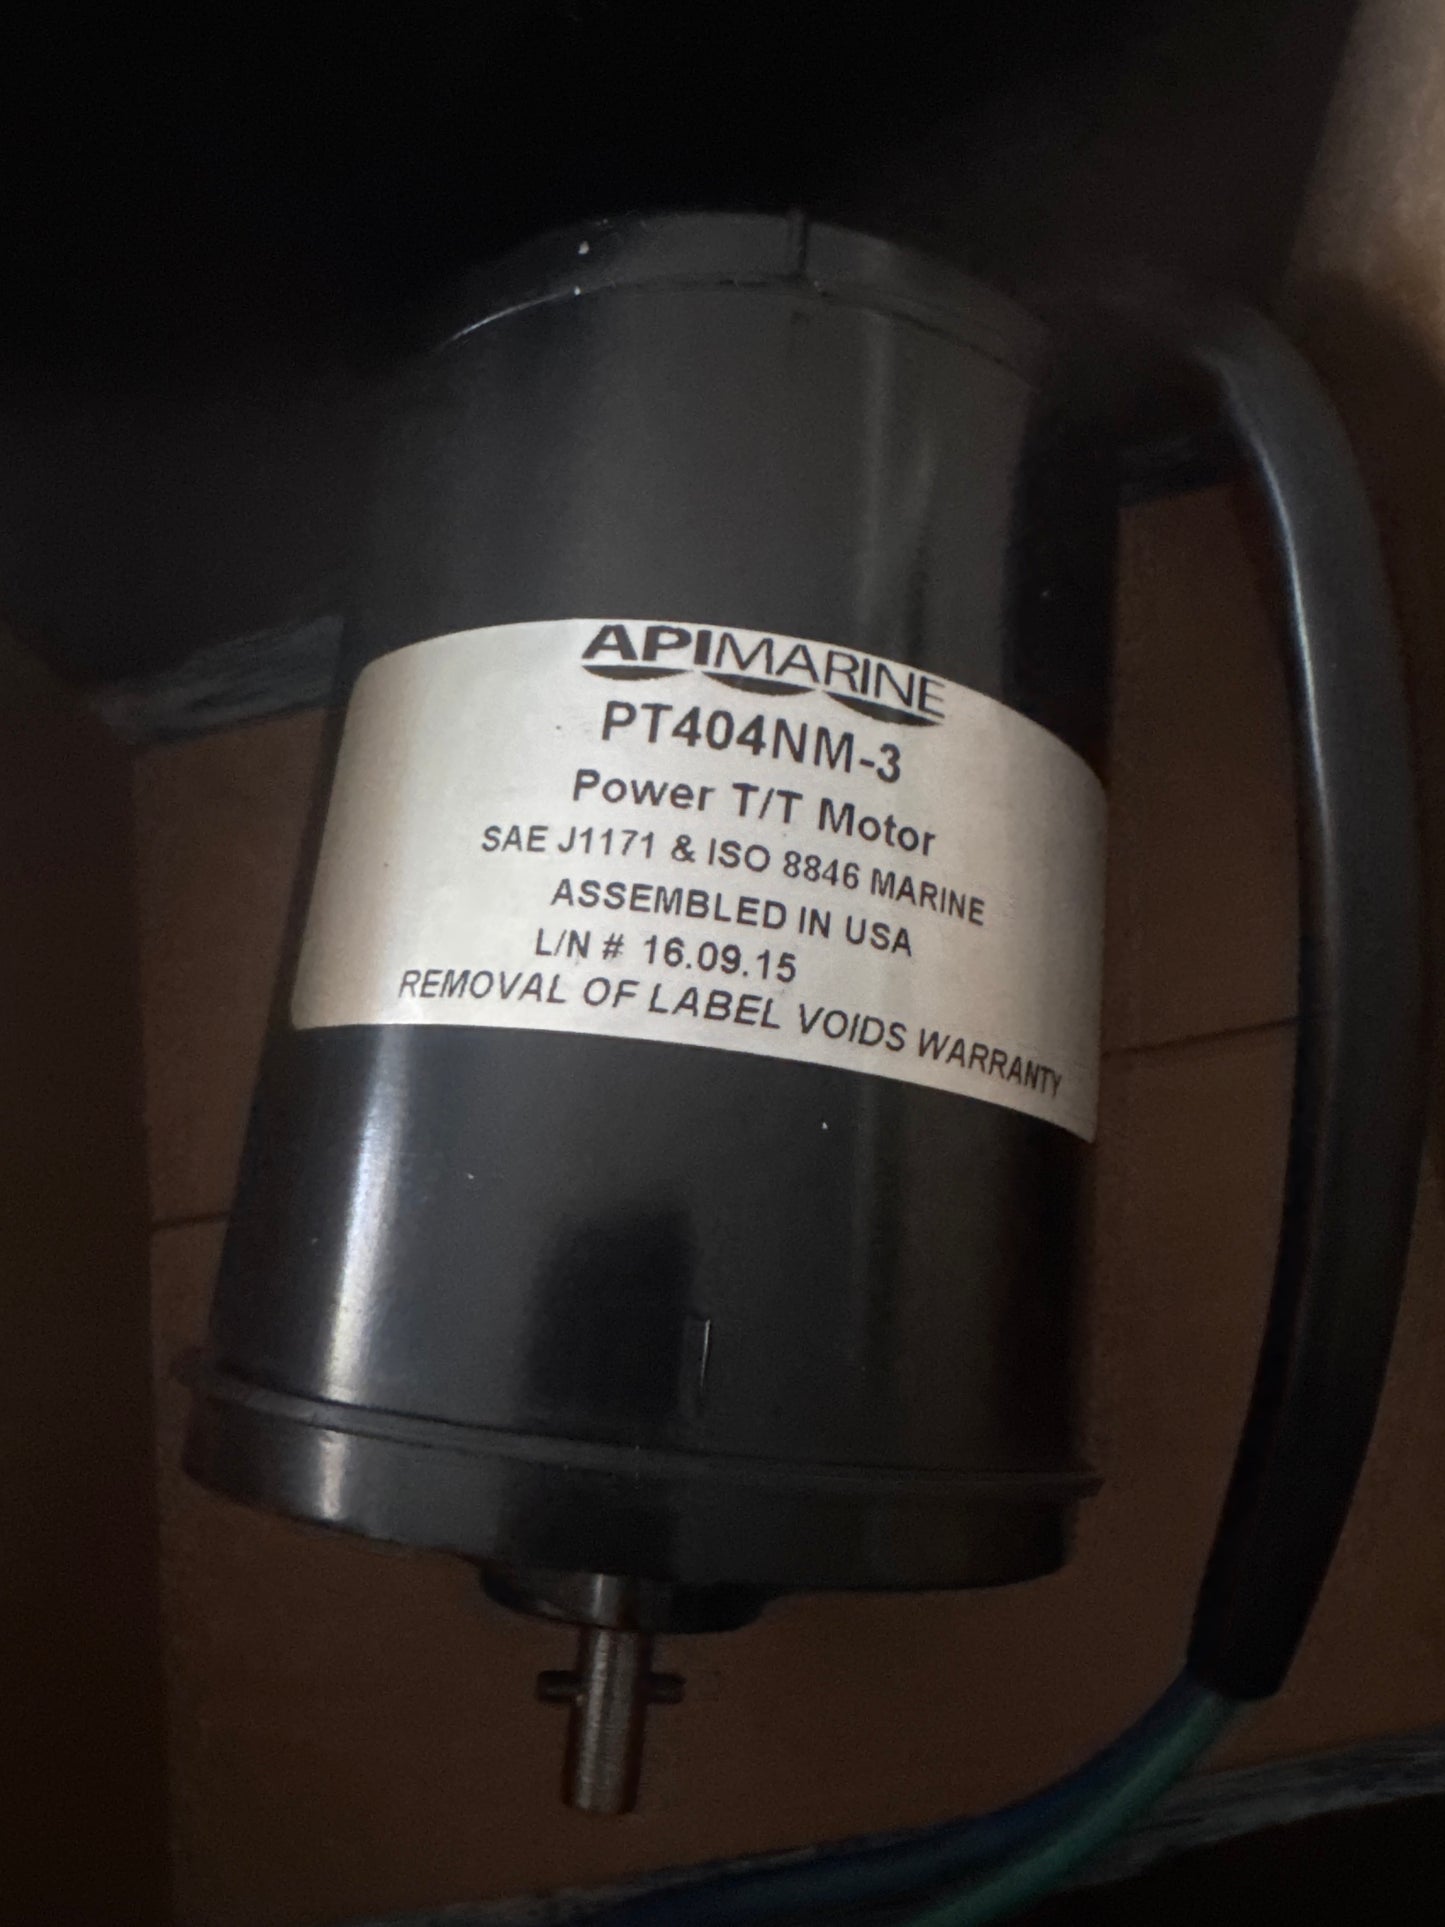 APIMARINE
PT404NM-3
Power T/T Motor
SAE J1171 & ISO 8846 MARINE
ASSEMBLED IN USA
L/N # 16.09.15
REMOVAL OF LABEL VOIDS WARRANTY